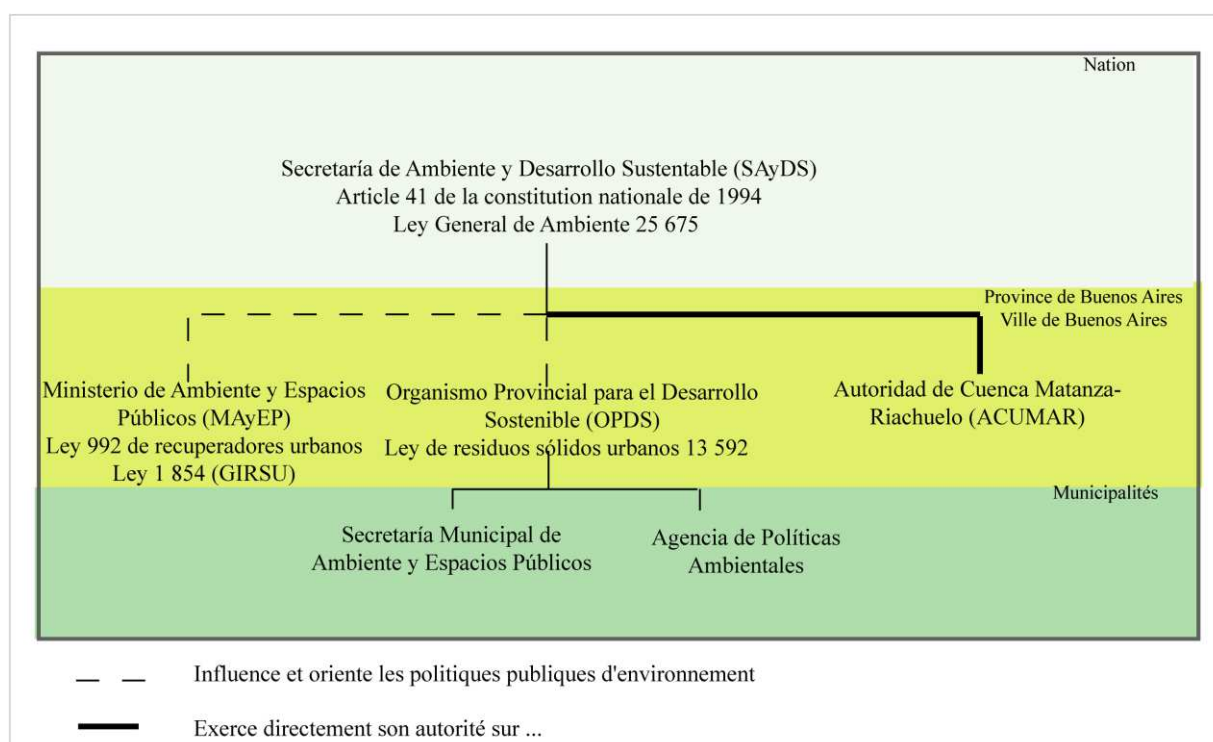 Nation
Secretaría de Ambiente y Desarrollo Sustentable (SAyDS)
Article 41 de la constitution nationale de 1994
Ley General de Ambiente 25 675
Province de Buenos Aires
Ville de Buenos Aires
Ministerio de Ambiente y Espacios
Públicos (MAyEP)
Ley 992 de recuperadores urbanos
Ley 1 854 (GIRSU)
Organismo Provincial para el Desarrollo
Sostenible (OPDS)
Ley de residuos sólidos urbanos 13 592
Autoridad de Cuenca Matanza-
Riachuelo (ACUMAR)
Municipalités
Secretaría Municipal de
Ambiente y Espacios Públicos
Agencia de Políticas
Ambientales
Influence et oriente les politiques publiques d'environnement
Exerce directement son autorité sur ...